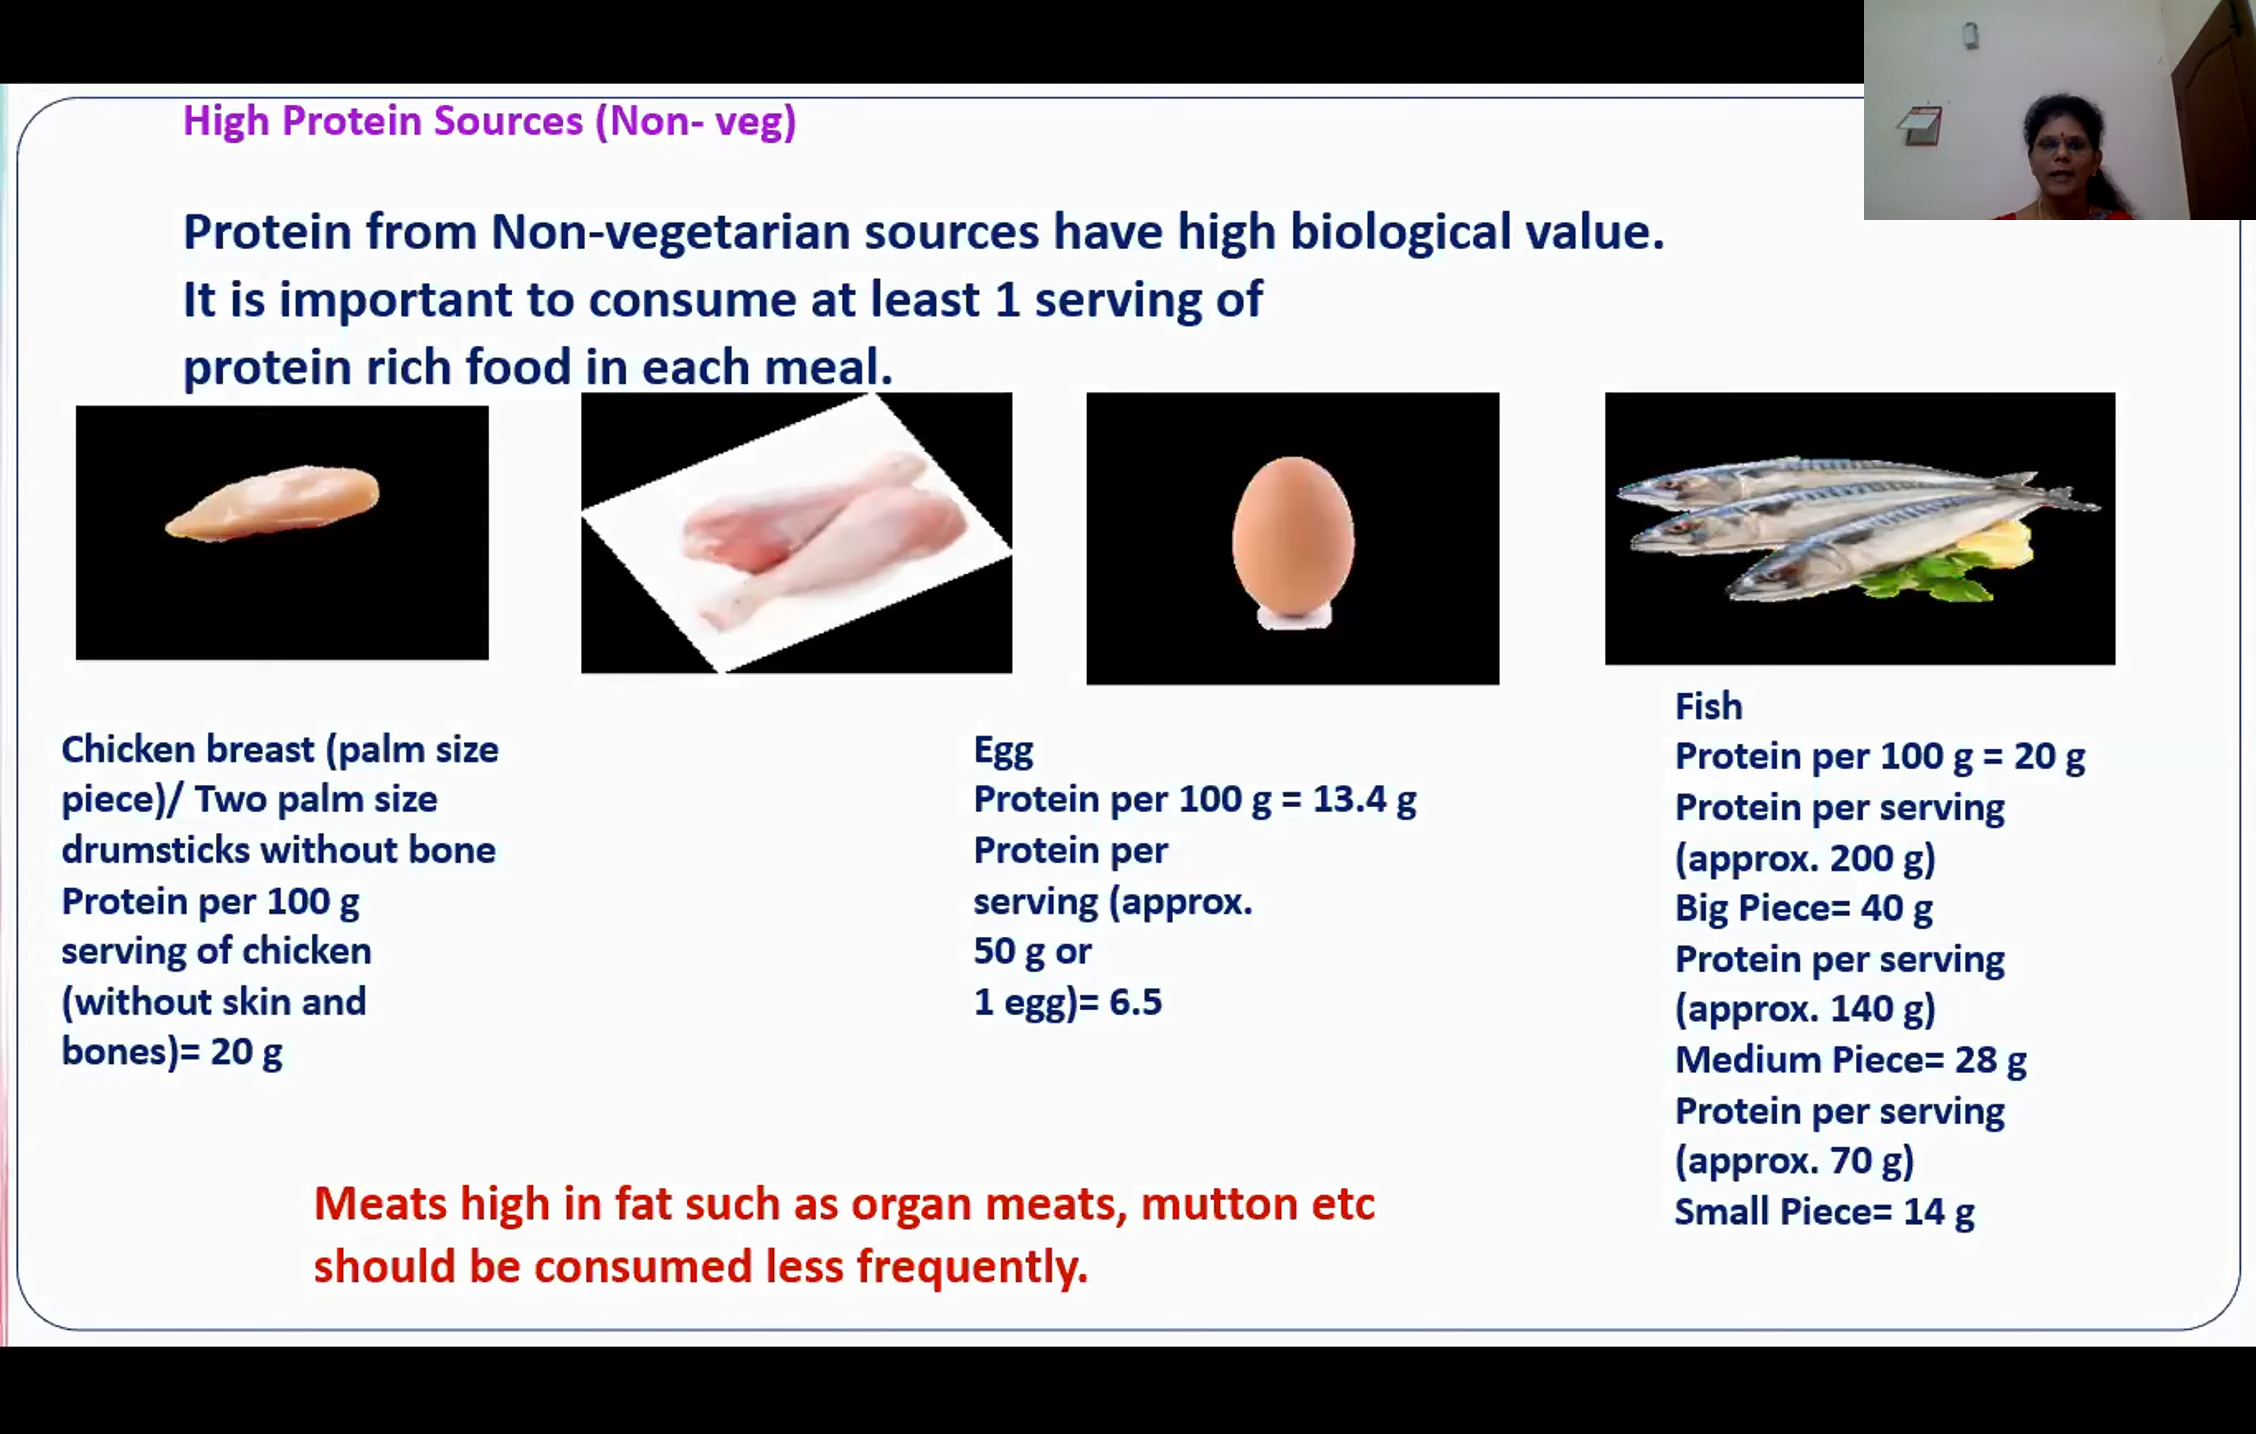 High Protein Sources (Non- veg)
Protein from Non-vegetarian sources have high biological value.
It is important to consume at least 1 serving of
protein rich food in each meal.
Chicken breast (palm size
piece)/ Two palm size
drumsticks without bone
Protein per 100 g
serving of chicken
(without skin and
bones)= 20 g
Egg
Protein per 100 g = 13.4 g
Protein per
serving (approx.
50 g or
1 egg)= 6.5
Fish
Protein per 100 g = 20 g
Protein per serving
(approx. 200 g)
Big Piece= 40 g
Protein per serving
(approx. 140 g)
Medium Piece= 28 g
Protein per serving
(approx. 70 g)
Small Piece= 14 g
Meats high in fat such as organ meats, mutton etc
should be consumed less frequently.